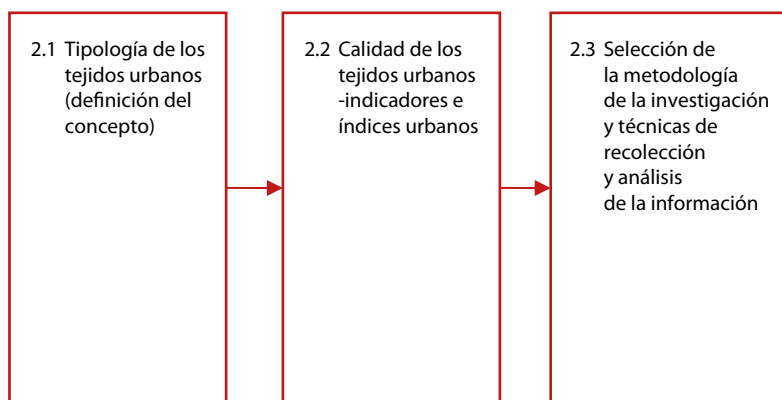 2.1 Tipología de los
tejidos urbanos
(definición del
concepto)
2.2 Calidad de los
tejidos urbanos
-indicadores e
índices urbanos
2.3 Selección de
la metodología
de la investigación
y técnicas de
recolección
y análisis
de la información